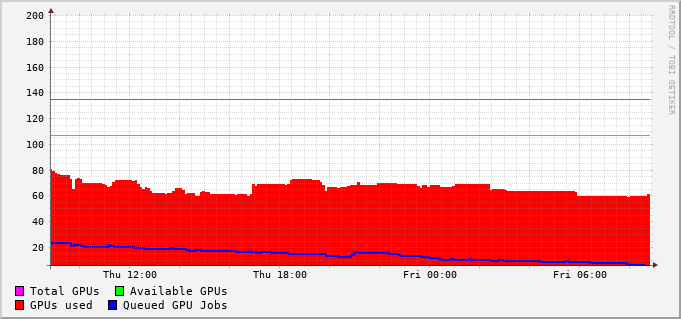 200
180
160
140
120
100
80
60
40
20
Thu 12:00 Thu 18:00 Fri 00:00 Fri 06:00
Total GPUs Available GPUs
GPUs used Queued GPU Jobs
RRDTOOL / TOBI OETIKER